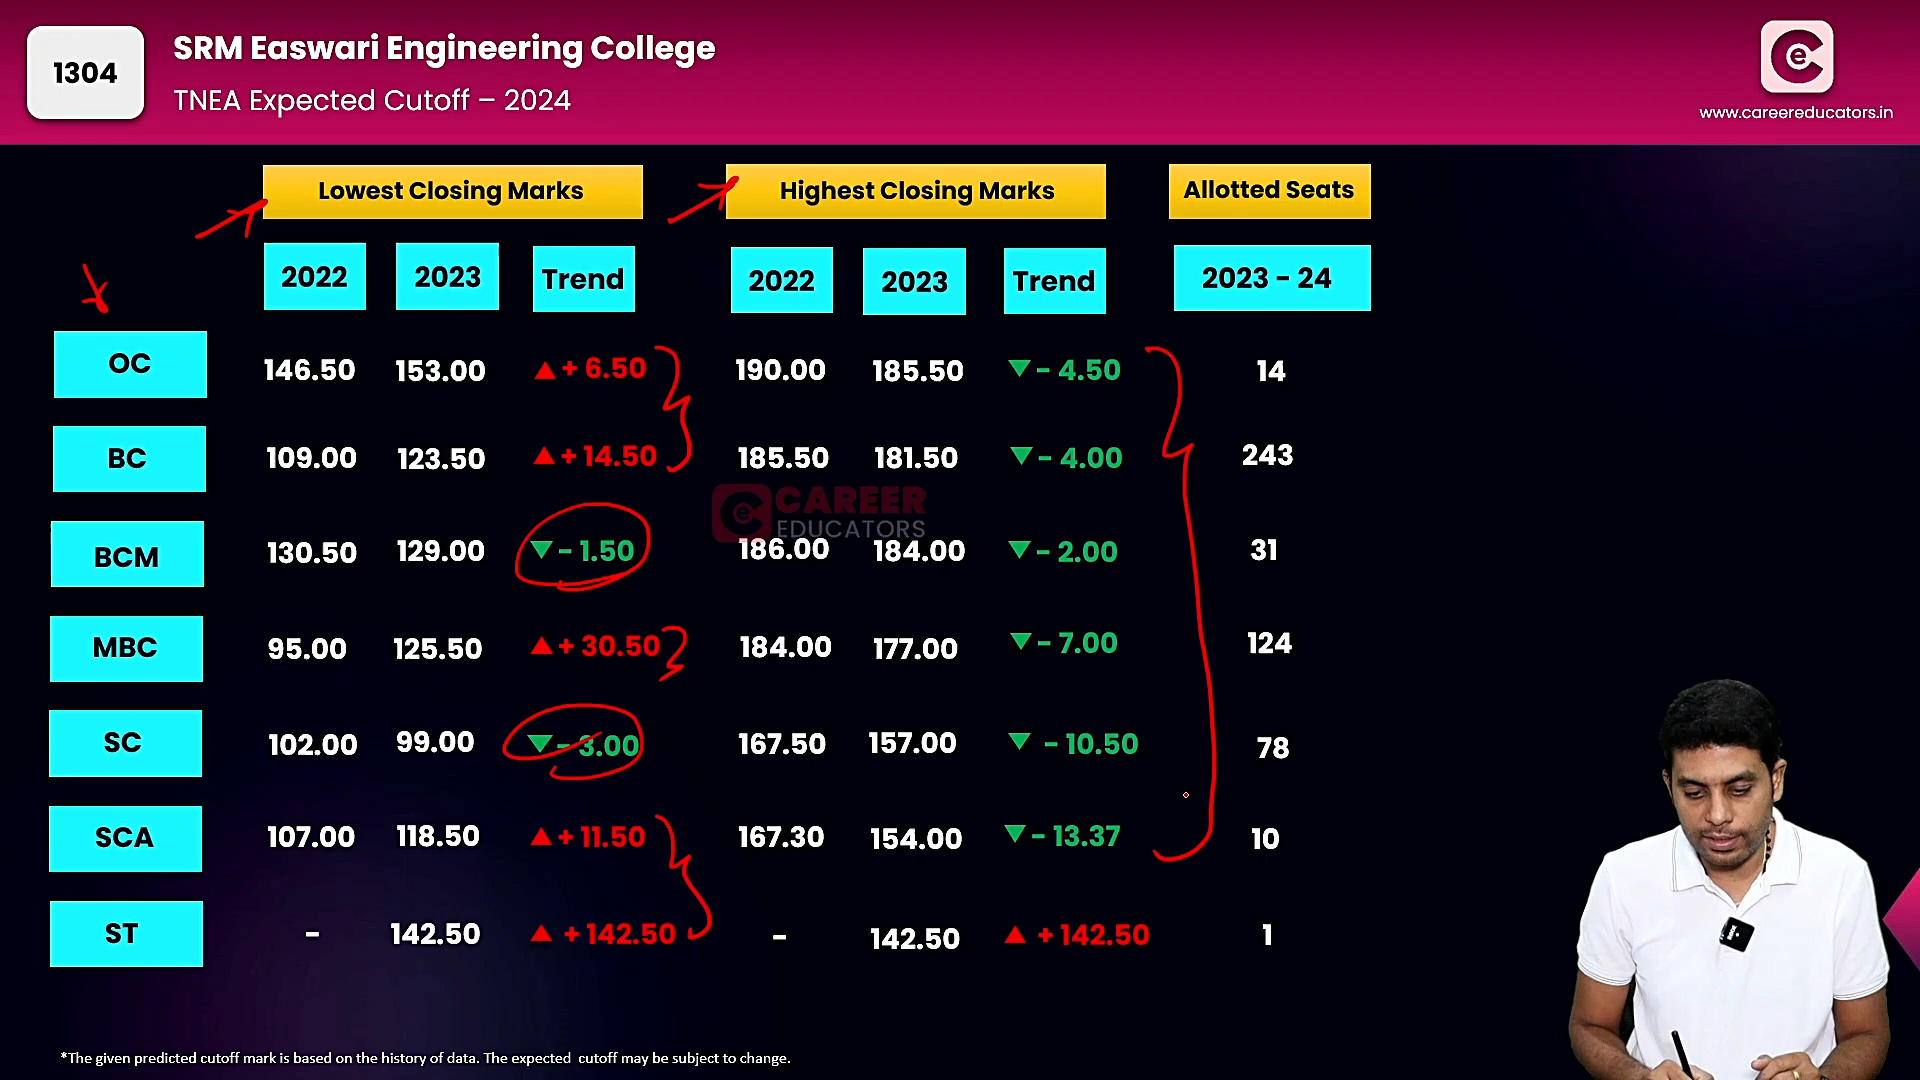 1304
SRM Easwari Engineering College
TNEA Expected Cutoff – 2024
e
www.careereducators.in
Lowest Closing Marks
Highest Closing Marks
Allotted Seats
2022 2023 Trend 2022 2023 Trend 2023 - 24
OC 146.50 153.00 ▲ + 6.50 190.00 185.50 ▼ - 4.50 14
BC 109.00 123.50 ▲ + 14.50 185.50 181.50 ▼ - 4.00 243
CAREER
EDUCATORS
BCM 130.50 129.00 ▼ - 1.50 186.00 184.00 ▼ - 2.00 31
MBC 95.00 125.50 ▲ + 30.50 184.00 177.00 ▼ - 7.00 124
SC 102.00 99.00 ▼ - 3.00 167.50 157.00 ▼ - 10.50 78
SCA 107.00 118.50 ▲ + 11.50 167.30 154.00 ▼ - 13.37 10
ST - 142.50 ▲ + 142.50 - 142.50 ▲ + 142.50 1
*The given predicted cutoff mark is based on the history of data. The expected cutoff may be subject to change.